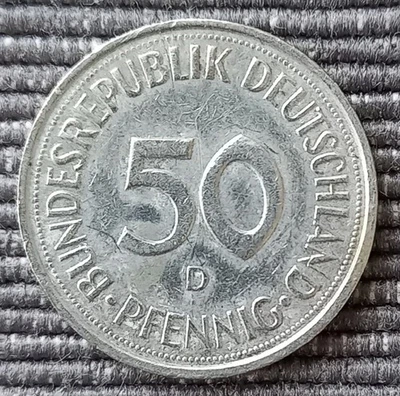 BUNDESREPUBLIK DEUTSCHLAND
50
D
· PFENNIG ·